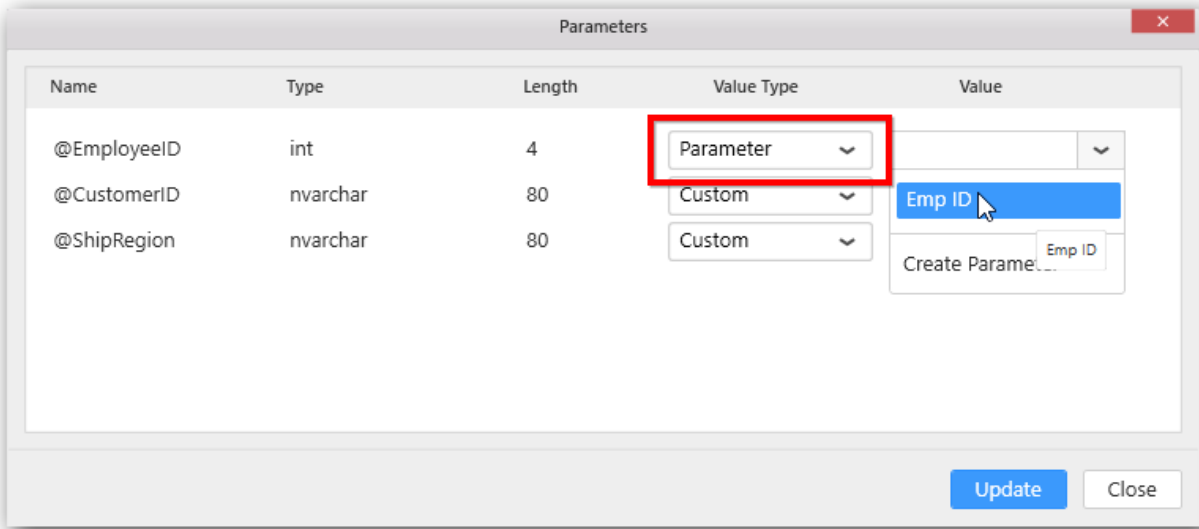 Parameters
Name Type Length Value Type Value
@EmployeeID int 4 Parameter
@CustomerID nvarchar 80 Custom Emp ID
@ShipRegion nvarchar 80 Custom
Emp ID
Create
Update Close